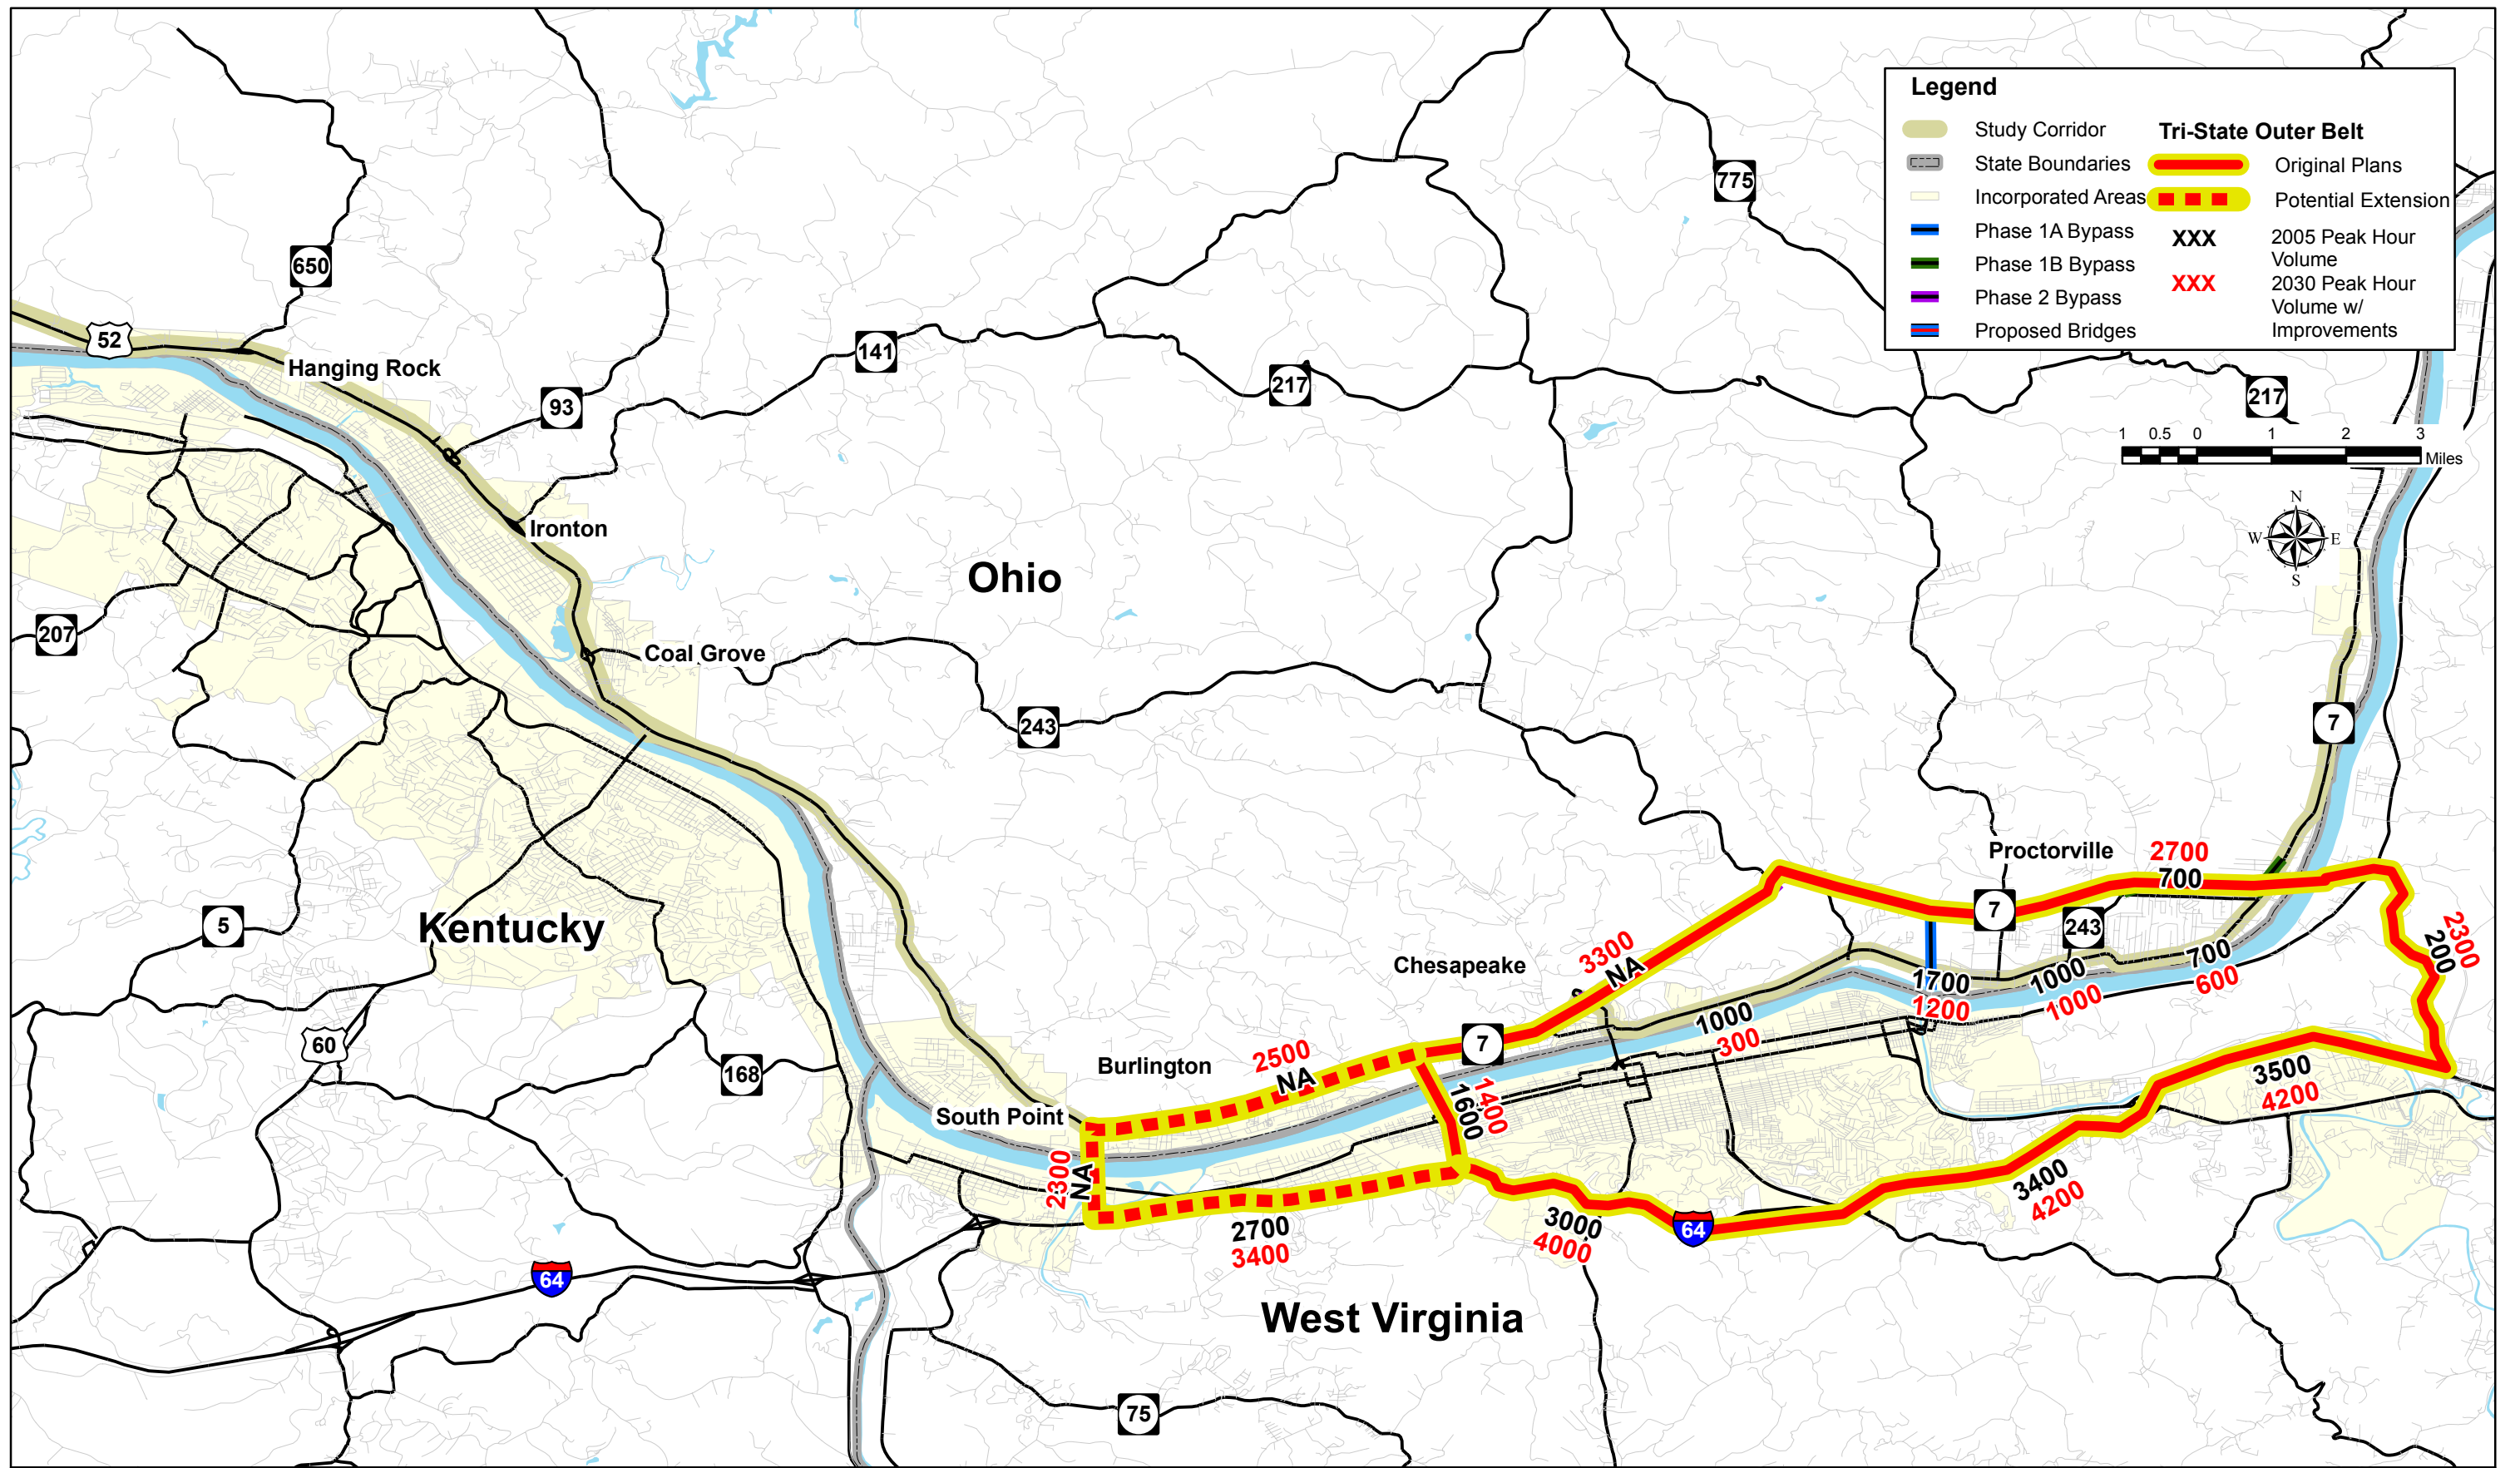 Legend
Study Corridor
State Boundaries
Incorporated Areas
Phase 1A Bypass
Phase 1B Bypass
Phase 2 Bypass
Proposed Bridges
Tri-State Outer Belt
Original Plans
Potential Extension
XXX 2005 Peak Hour
Volume
XXX 2030 Peak Hour
Volume w/
Improvements
1 0.5 0 1 2 3
Miles
N
W E
S
775
650
52
Hanging Rock
141
217
217
93
Ironton
Ohio
207
Coal Grove
243
7
Proctorville
2700
700
7
243
5
Kentucky
Chesapeake
3300
NA
2300
200
1700
1200
1000
1000
700
600
1000
300
60
168
7
Burlington
2500
NA
South Point
1400
1600
2300
NA
3500
4200
3400
4200
2700
3400
3000
4000
64
64
West Virginia
75